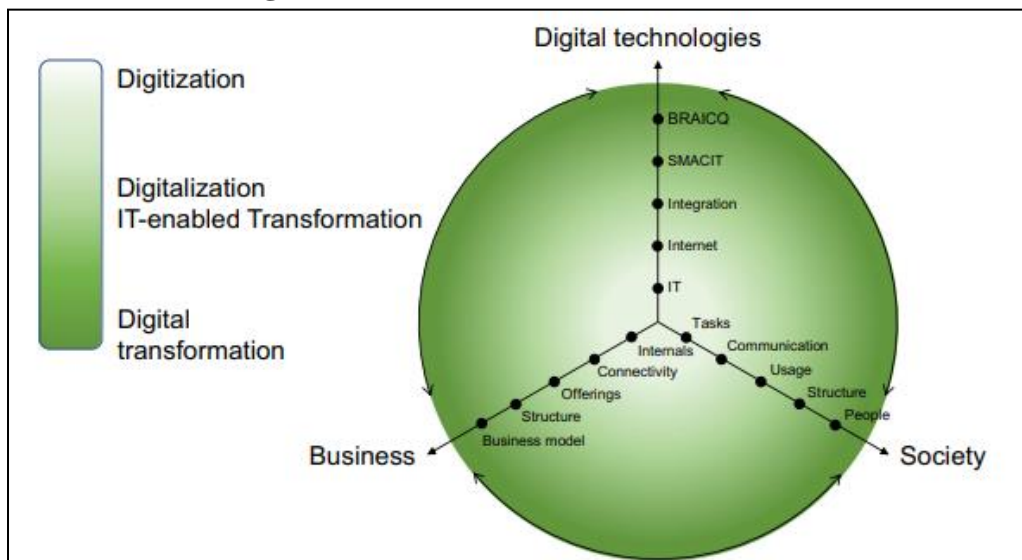 Digital technologies
Digitization
Digitalization
IT-enabled Transformation
Digital
transformation
BRAICQ
SMACIT
Integration
Internet
IT
Tasks
Communication
Usage
Structure
People
Internals
Connectivity
Offerings
Structure
Business model
Business
Society